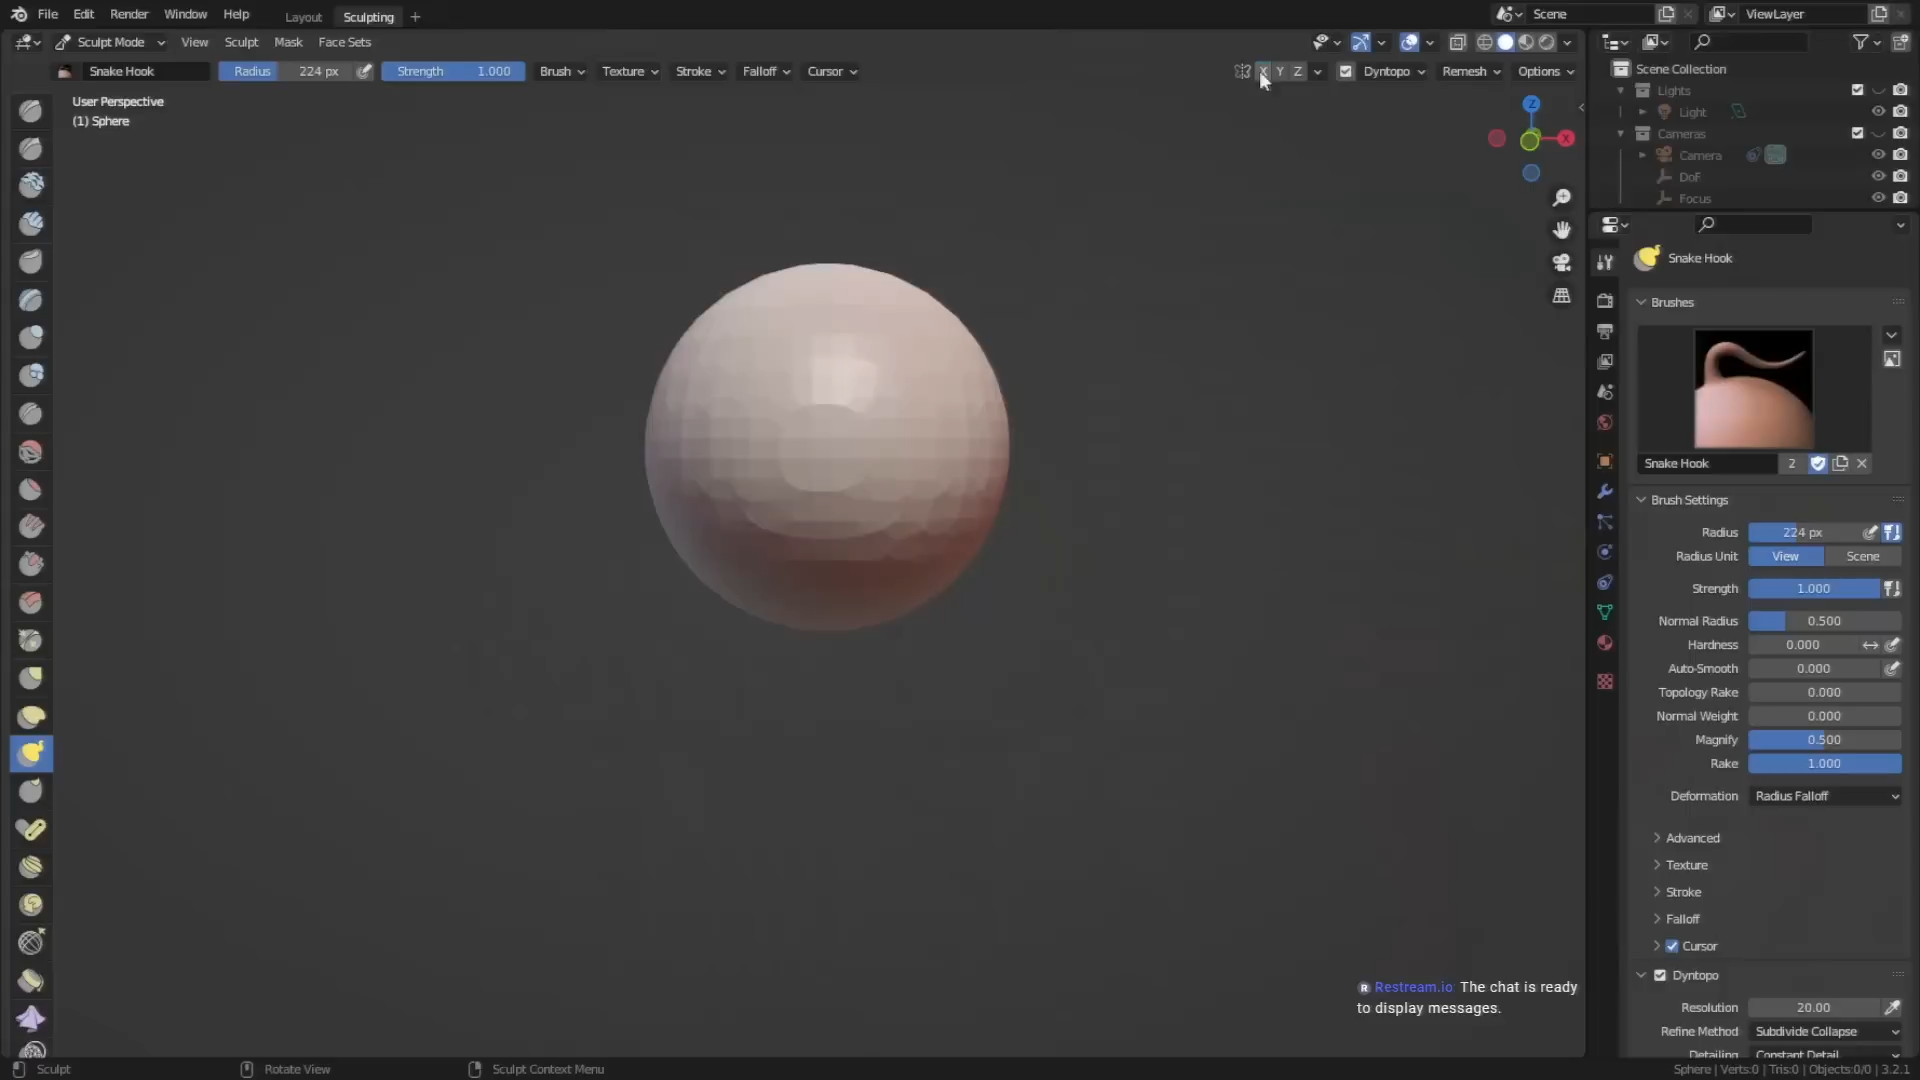 File Edit Render Window Help Layout Sculpting + Scene ViewLayer
Sculpt Mode View Sculpt Mask Face Sets
Snake Hook Radius 224 px Strength 1.000 Brush Texture Stroke Falloff Cursor X Y Z Dyntopo Remesh Options
User Perspective
(1) Sphere
Z
X
Scene Collection
Lights
Light
Cameras
Camera
DoF
Focus
Snake Hook
Brushes
Snake Hook 2
Brush Settings
Radius 224 px
Radius Unit View Scene
Strength 1.000
Normal Radius 0.500
Hardness 0.000
Auto-Smooth 0.000
Topology Rake 0.000
Normal Weight 0.000
Magnify 0.500
Rake 1.000
Deformation Radius Falloff
Advanced
Texture
Stroke
Falloff
Cursor
Dyntopo
Resolution 20.00
Refine Method Subdivide Collapse
Detailing Constant Detail
R Restream.io: The chat is ready
to display messages.
Sculpt Rotate View Sculpt Context Menu Sphere | Verts:0 | Tris:0 | Objects:0/0 | 3.2.1